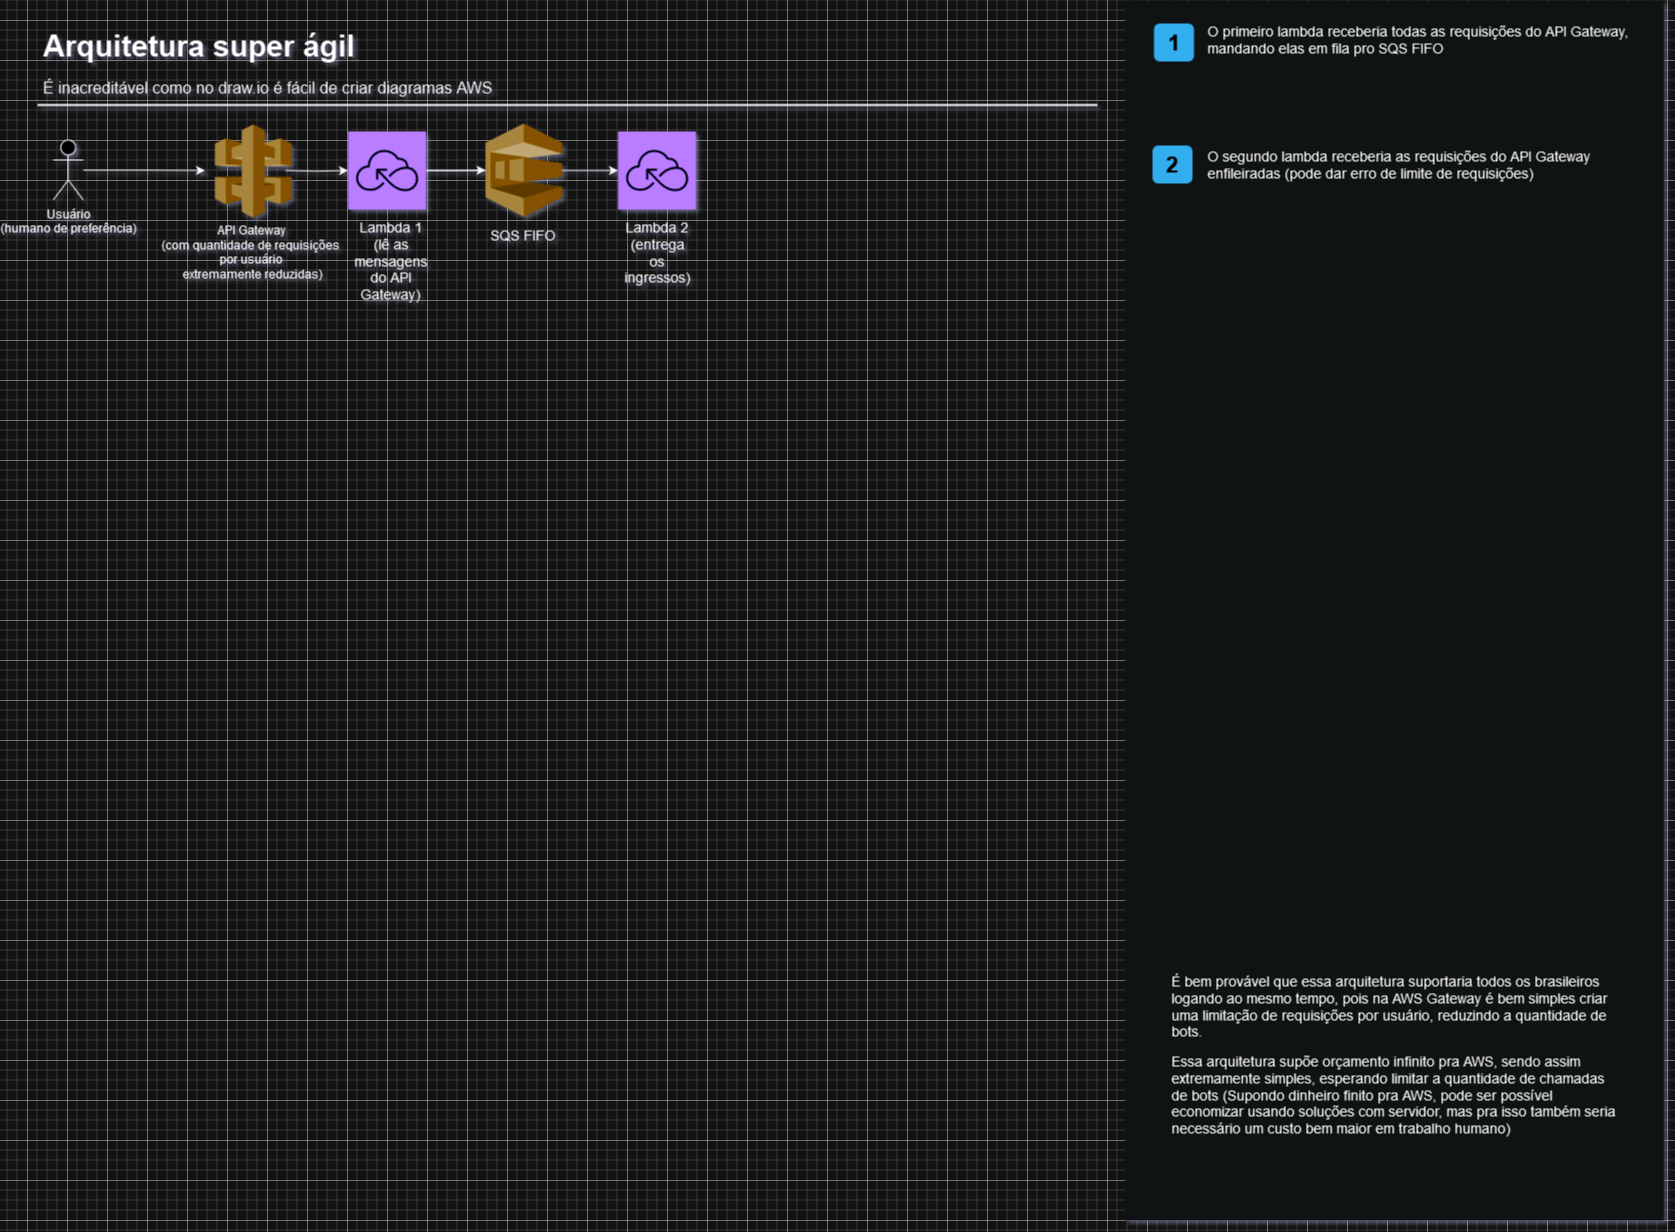 Arquitetura super ágil
É inacreditável como no draw.io é fácil de criar diagramas AWS
Usuário
(humano de preferência)
API Gateway
(com quantidade de requisições
por usuário
extremamente reduzidas)
Lambda 1
(lê as
mensagens
do API
Gateway)
SQS FIFO
Lambda 2
(entrega
os
ingressos)
1
O primeiro lambda receberia todas as requisições do API Gateway,
mandando elas em fila pro SQS FIFO
2
O segundo lambda receberia as requisições do API Gateway
enfileiradas (pode dar erro de limite de requisições)
É bem provável que essa arquitetura suportaria todos os brasileiros
logando ao mesmo tempo, pois na AWS Gateway é bem simples criar
uma limitação de requisições por usuário, reduzindo a quantidade de
bots.
Essa arquitetura supõe orçamento infinito pra AWS, sendo assim
extremamente simples, esperando limitar a quantidade de chamadas
de bots (Supondo dinheiro finito pra AWS, pode ser possível
economizar usando soluções com servidor, mas pra isso também seria
necessário um custo bem maior em trabalho humano)